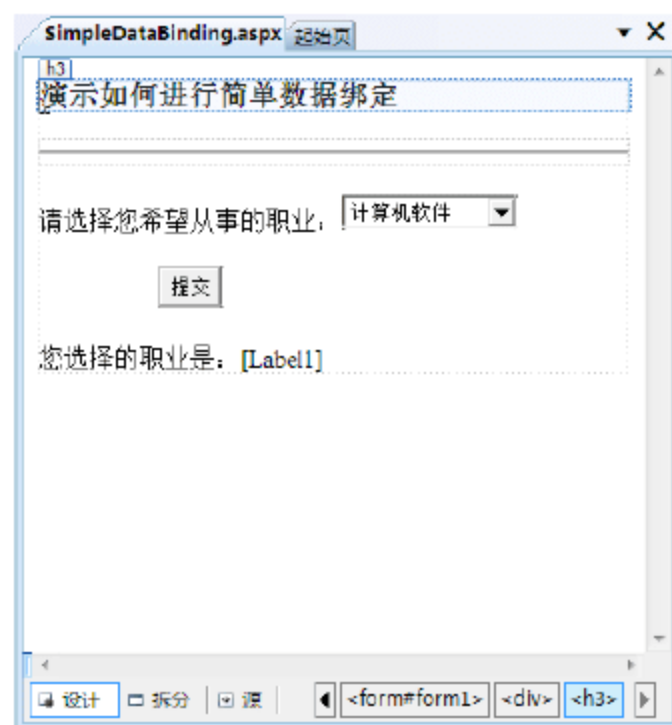 SimpleDataBinding.aspx 起始页
h3
演示如何进行简单数据绑定
请选择您希望从事的职业： 计算机软件
提交
您选择的职业是：[Label1]
设计 拆分 源 <form#form1> <div> <h3>